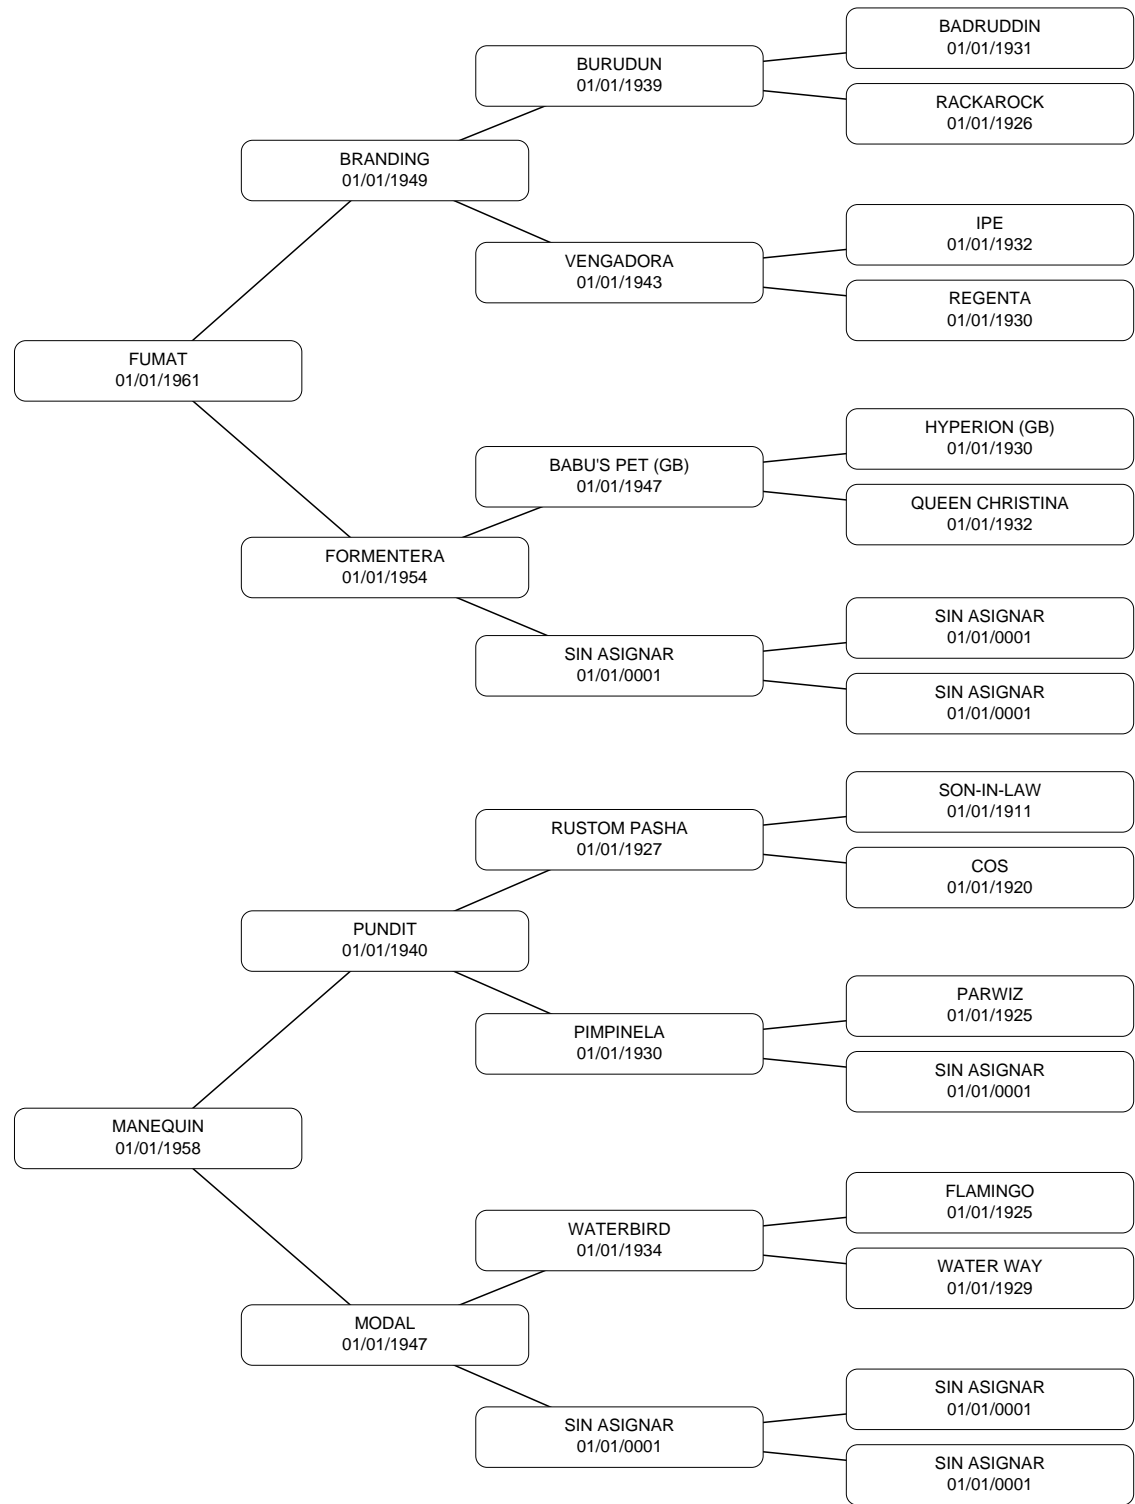 BADRUDDIN
01/01/1931
BURUDUN
01/01/1939
RACKAROCK
01/01/1926
BRANDING
01/01/1949
IPE
01/01/1932
VENGADORA
01/01/1943
REGENTA
01/01/1930
FUMAT
01/01/1961
HYPERION (GB)
01/01/1930
BABU'S PET (GB)
01/01/1947
QUEEN CHRISTINA
01/01/1932
FORMENTERA
01/01/1954
SIN ASIGNAR
01/01/0001
SIN ASIGNAR
01/01/0001
SIN ASIGNAR
01/01/0001
SON-IN-LAW
01/01/1911
RUSTOM PASHA
01/01/1927
COS
01/01/1920
PUNDIT
01/01/1940
PARWIZ
01/01/1925
PIMPINELA
01/01/1930
SIN ASIGNAR
01/01/0001
MANEQUIN
01/01/1958
FLAMINGO
01/01/1925
WATERBIRD
01/01/1934
WATER WAY
01/01/1929
MODAL
01/01/1947
SIN ASIGNAR
01/01/0001
SIN ASIGNAR
01/01/0001
SIN ASIGNAR
01/01/0001